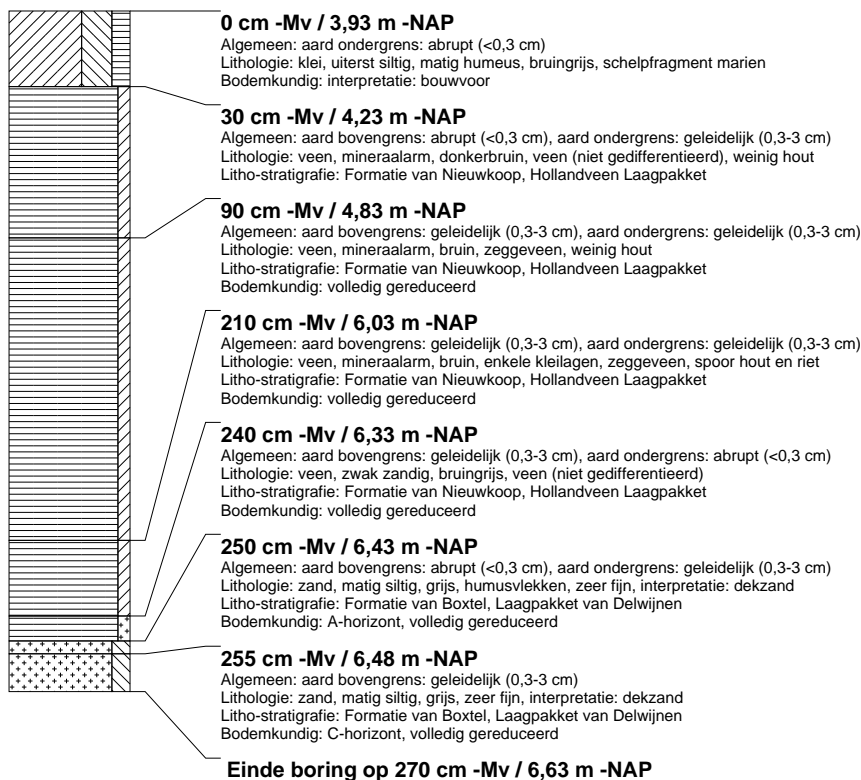 0 cm -Mv / 3,93 m -NAP
Algemeen: aard ondergrens: abrupt (<0,3 cm)
Lithologie: klei, uiterst siltig, matig humeus, bruingrijs, schelpfragment marien
Bodemkundig: interpretatie: bouwvoor
30 cm -Mv / 4,23 m -NAP
Algemeen: aard bovengrens: abrupt (<0,3 cm), aard ondergrens: geleidelijk (0,3-3 cm)
Lithologie: veen, mineraalarm, donkerbruin, veen (niet gedifferentieerd), weinig hout
Litho-stratigrafie: Formatie van Nieuwkoop, Hollandveen Laagpakket
90 cm -Mv / 4,83 m -NAP
Algemeen: aard bovengrens: geleidelijk (0,3-3 cm), aard ondergrens: geleidelijk (0,3-3 cm)
Lithologie: veen, mineraalarm, bruin, zeggeveen, weinig hout
Litho-stratigrafie: Formatie van Nieuwkoop, Hollandveen Laagpakket
Bodemkundig: volledig gereduceerd
210 cm -Mv / 6,03 m -NAP
Algemeen: aard bovengrens: geleidelijk (0,3-3 cm), aard ondergrens: geleidelijk (0,3-3 cm)
Lithologie: veen, mineraalarm, bruin, enkele kleilagen, zeggeveen, spoor hout en riet
Litho-stratigrafie: Formatie van Nieuwkoop, Hollandveen Laagpakket
Bodemkundig: volledig gereduceerd
240 cm -Mv / 6,33 m -NAP
Algemeen: aard bovengrens: geleidelijk (0,3-3 cm), aard ondergrens: abrupt (<0,3 cm)
Lithologie: veen, zwak zandig, bruingrijs, veen (niet gedifferentieerd)
Litho-stratigrafie: Formatie van Nieuwkoop, Hollandveen Laagpakket
Bodemkundig: volledig gereduceerd
250 cm -Mv / 6,43 m -NAP
Algemeen: aard bovengrens: abrupt (<0,3 cm), aard ondergrens: geleidelijk (0,3-3 cm)
Lithologie: zand, matig siltig, grijs, humusvlekken, zeer fijn, interpretatie: dekzand
Litho-stratigrafie: Formatie van Boxtel, Laagpakket van Delwijnen
Bodemkundig: A-horizont, volledig gereduceerd
255 cm -Mv / 6,48 m -NAP
Algemeen: aard bovengrens: geleidelijk (0,3-3 cm)
Lithologie: zand, matig siltig, grijs, zeer fijn, interpretatie: dekzand
Litho-stratigrafie: Formatie van Boxtel, Laagpakket van Delwijnen
Bodemkundig: C-horizont, volledig gereduceerd
Einde boring op 270 cm -Mv / 6,63 m -NAP